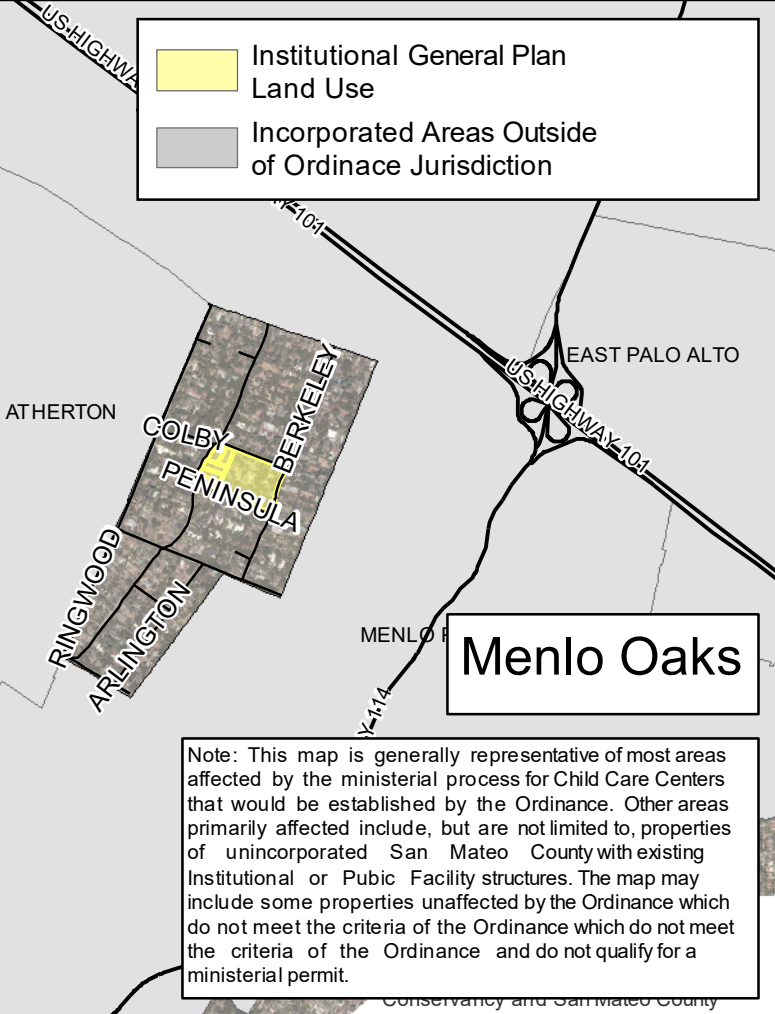 US HIGHWA
Institutional General Plan
Land Use
Incorporated Areas Outside
of Ordinace Jurisdiction
Y-101
EAST PALO ALTO
US HIGHWAY 101
ATHERTON
COLBY
BERKELEY
PENINSULA
RINGWOOD
ARLINGTON
MENLO
Menlo Oaks
Y-114
Note: This map is generally representative of most areas
affected by the ministerial process for Child Care Centers
that would be established by the Ordinance. Other areas
primarily affected include, but are not limited to, properties
of unincorporated San Mateo County with existing
Institutional or Pubic Facility structures. The map may
include some properties unaffected by the Ordinance which
do not meet the criteria of the Ordinance which do not meet
the criteria of the Ordinance and do not qualify for a
ministerial permit.
Conservancy and San Mateo County